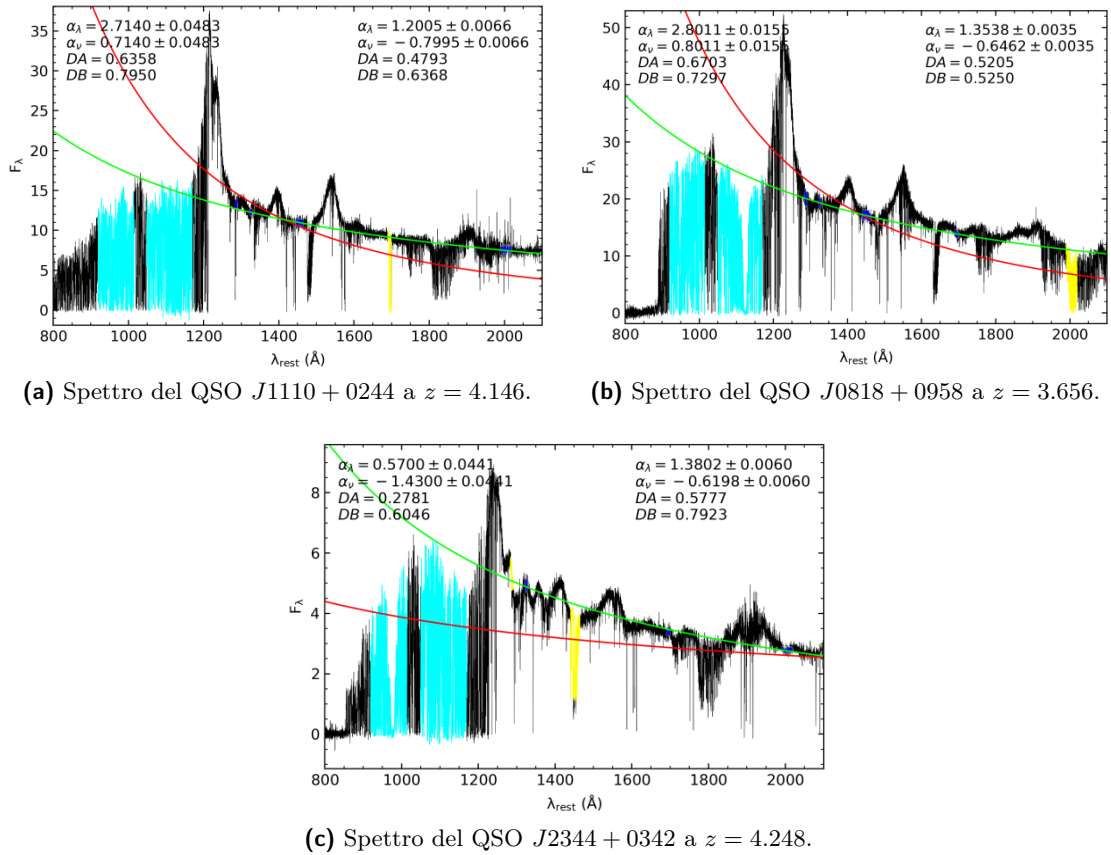 α_λ = 2.7140 ± 0.0483
α_ν = 0.7140 ± 0.0483
DA = 0.6358
DB = 0.7950
α_λ = 1.2005 ± 0.0066
α_ν = − 0.7995 ± 0.0066
DA = 0.4793
DB = 0.6368
F_λ
35
30
25
20
15
10
5
0
800 1000 1200 1400 1600 1800 2000
λ_rest (Å)
(a) Spettro del QSO J1110 + 0244 a z = 4.146.
α_λ = 2.8011 ± 0.0155
α_ν = 0.8011 ± 0.0155
DA = 0.6703
DB = 0.7297
α_λ = 1.3538 ± 0.0035
α_ν = − 0.6462 ± 0.0035
DA = 0.5205
DB = 0.5250
F_λ
50
40
30
20
10
0
800 1000 1200 1400 1600 1800 2000
λ_rest (Å)
(b) Spettro del QSO J0818 + 0958 a z = 3.656.
α_λ = 0.5700 ± 0.0441
α_ν = − 1.4300 ± 0.0441
DA = 0.2781
DB = 0.6046
α_λ = 1.3802 ± 0.0060
α_ν = − 0.6198 ± 0.0060
DA = 0.5777
DB = 0.7923
F_λ
8
6
4
2
0
800 1000 1200 1400 1600 1800 2000
λ_rest (Å)
(c) Spettro del QSO J2344 + 0342 a z = 4.248.